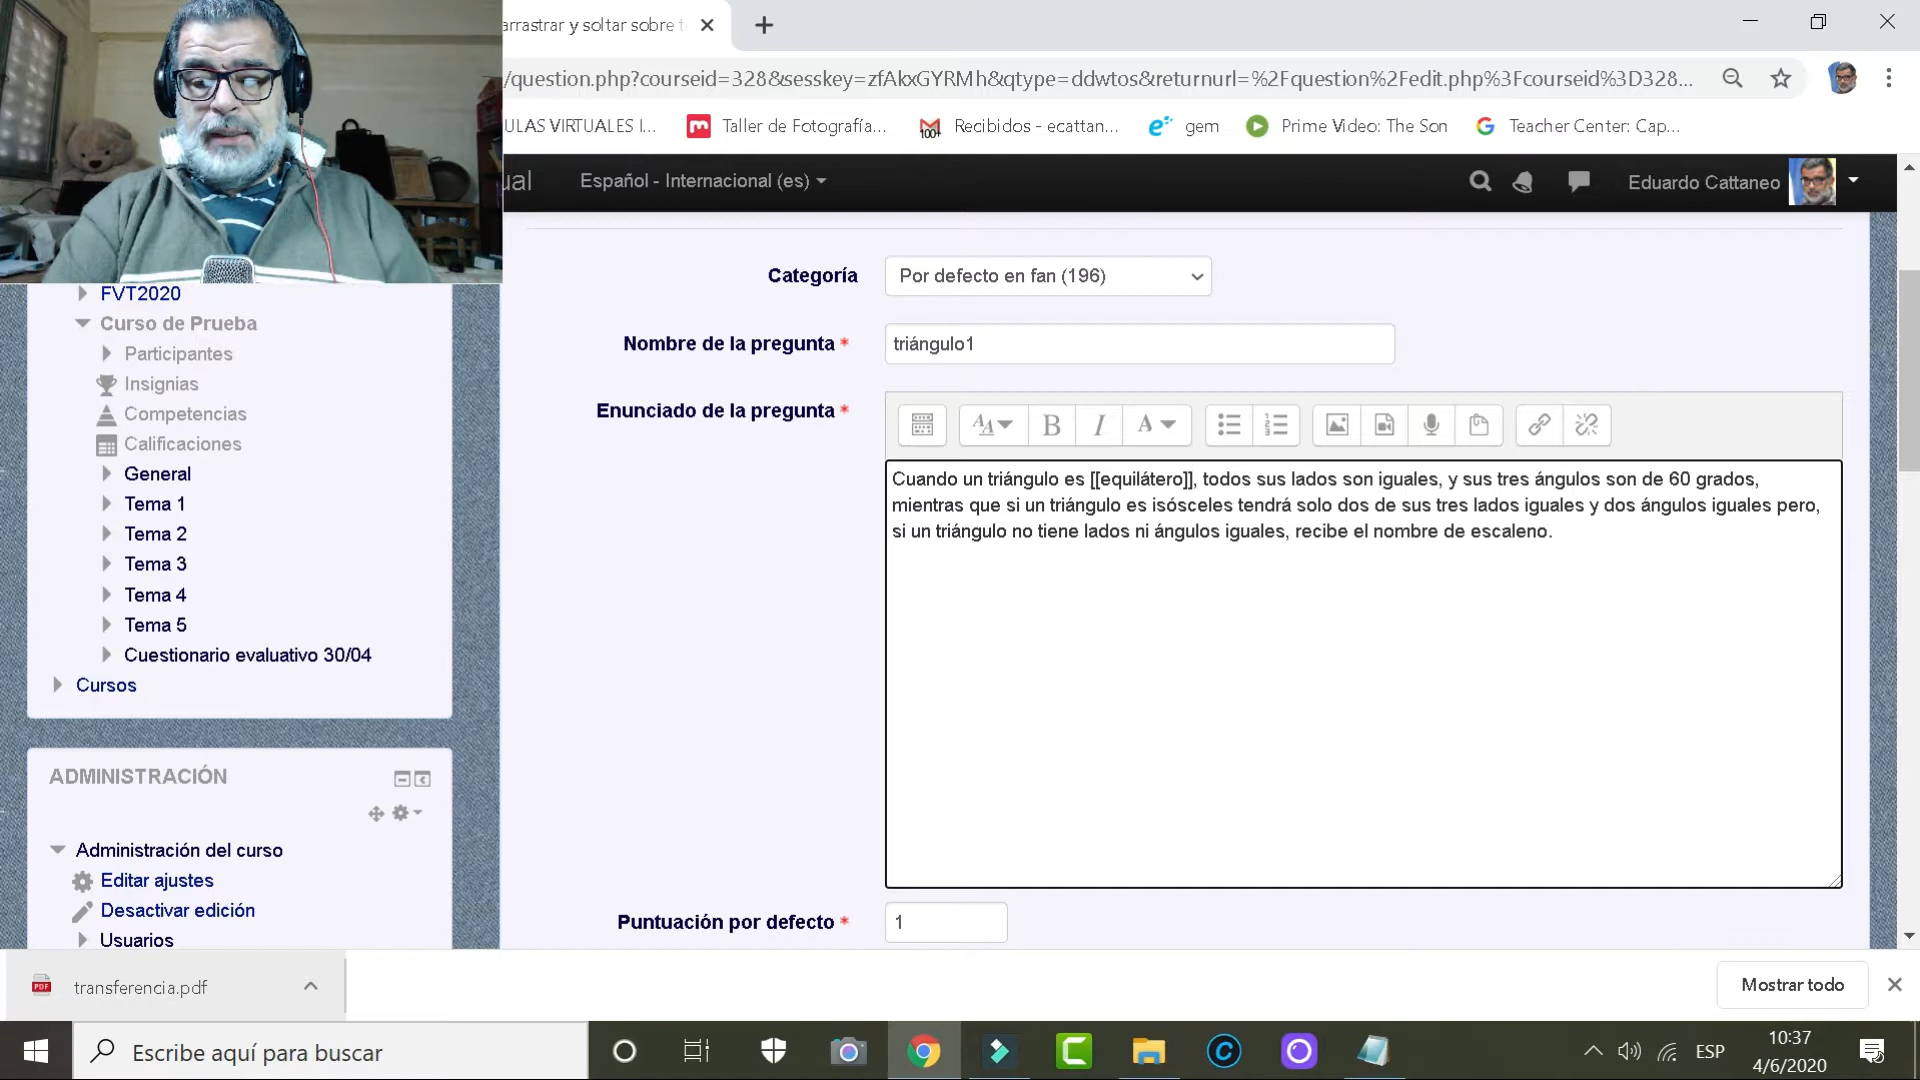 arrastrar y soltar sobre t
/question.php?courseid=328&sesskey=zfAkxGYRMh&qtype=ddwtos&returnurl=%2Fquestion%2Fedit.php%3Fcourseid%3D328...
ULAS VIRTUALES I...
Taller de Fotografía...
Recibidos - ecattan...
gem
Prime Video: The Son
Teacher Center: Cap...
ual
Español - Internacional (es)
Eduardo Cattaneo
FVT2020
Curso de Prueba
Participantes
Insignias
Competencias
Calificaciones
General
Tema 1
Tema 2
Tema 3
Tema 4
Tema 5
Cuestionario evaluativo 30/04
Cursos
ADMINISTRACIÓN
Administración del curso
Editar ajustes
Desactivar edición
Usuarios
Categoría
Por defecto en fan (196)
Nombre de la pregunta *
triángulo1
Enunciado de la pregunta *
Cuando un triángulo es [[equilátero]], todos sus lados son iguales, y sus tres ángulos son de 60 grados,
mientras que si un triángulo es isósceles tendrá solo dos de sus tres lados iguales y dos ángulos iguales pero,
si un triángulo no tiene lados ni ángulos iguales, recibe el nombre de escaleno.
Puntuación por defecto *
1
transferencia.pdf
Mostrar todo
Escribe aquí para buscar
ESP
10:37
4/6/2020